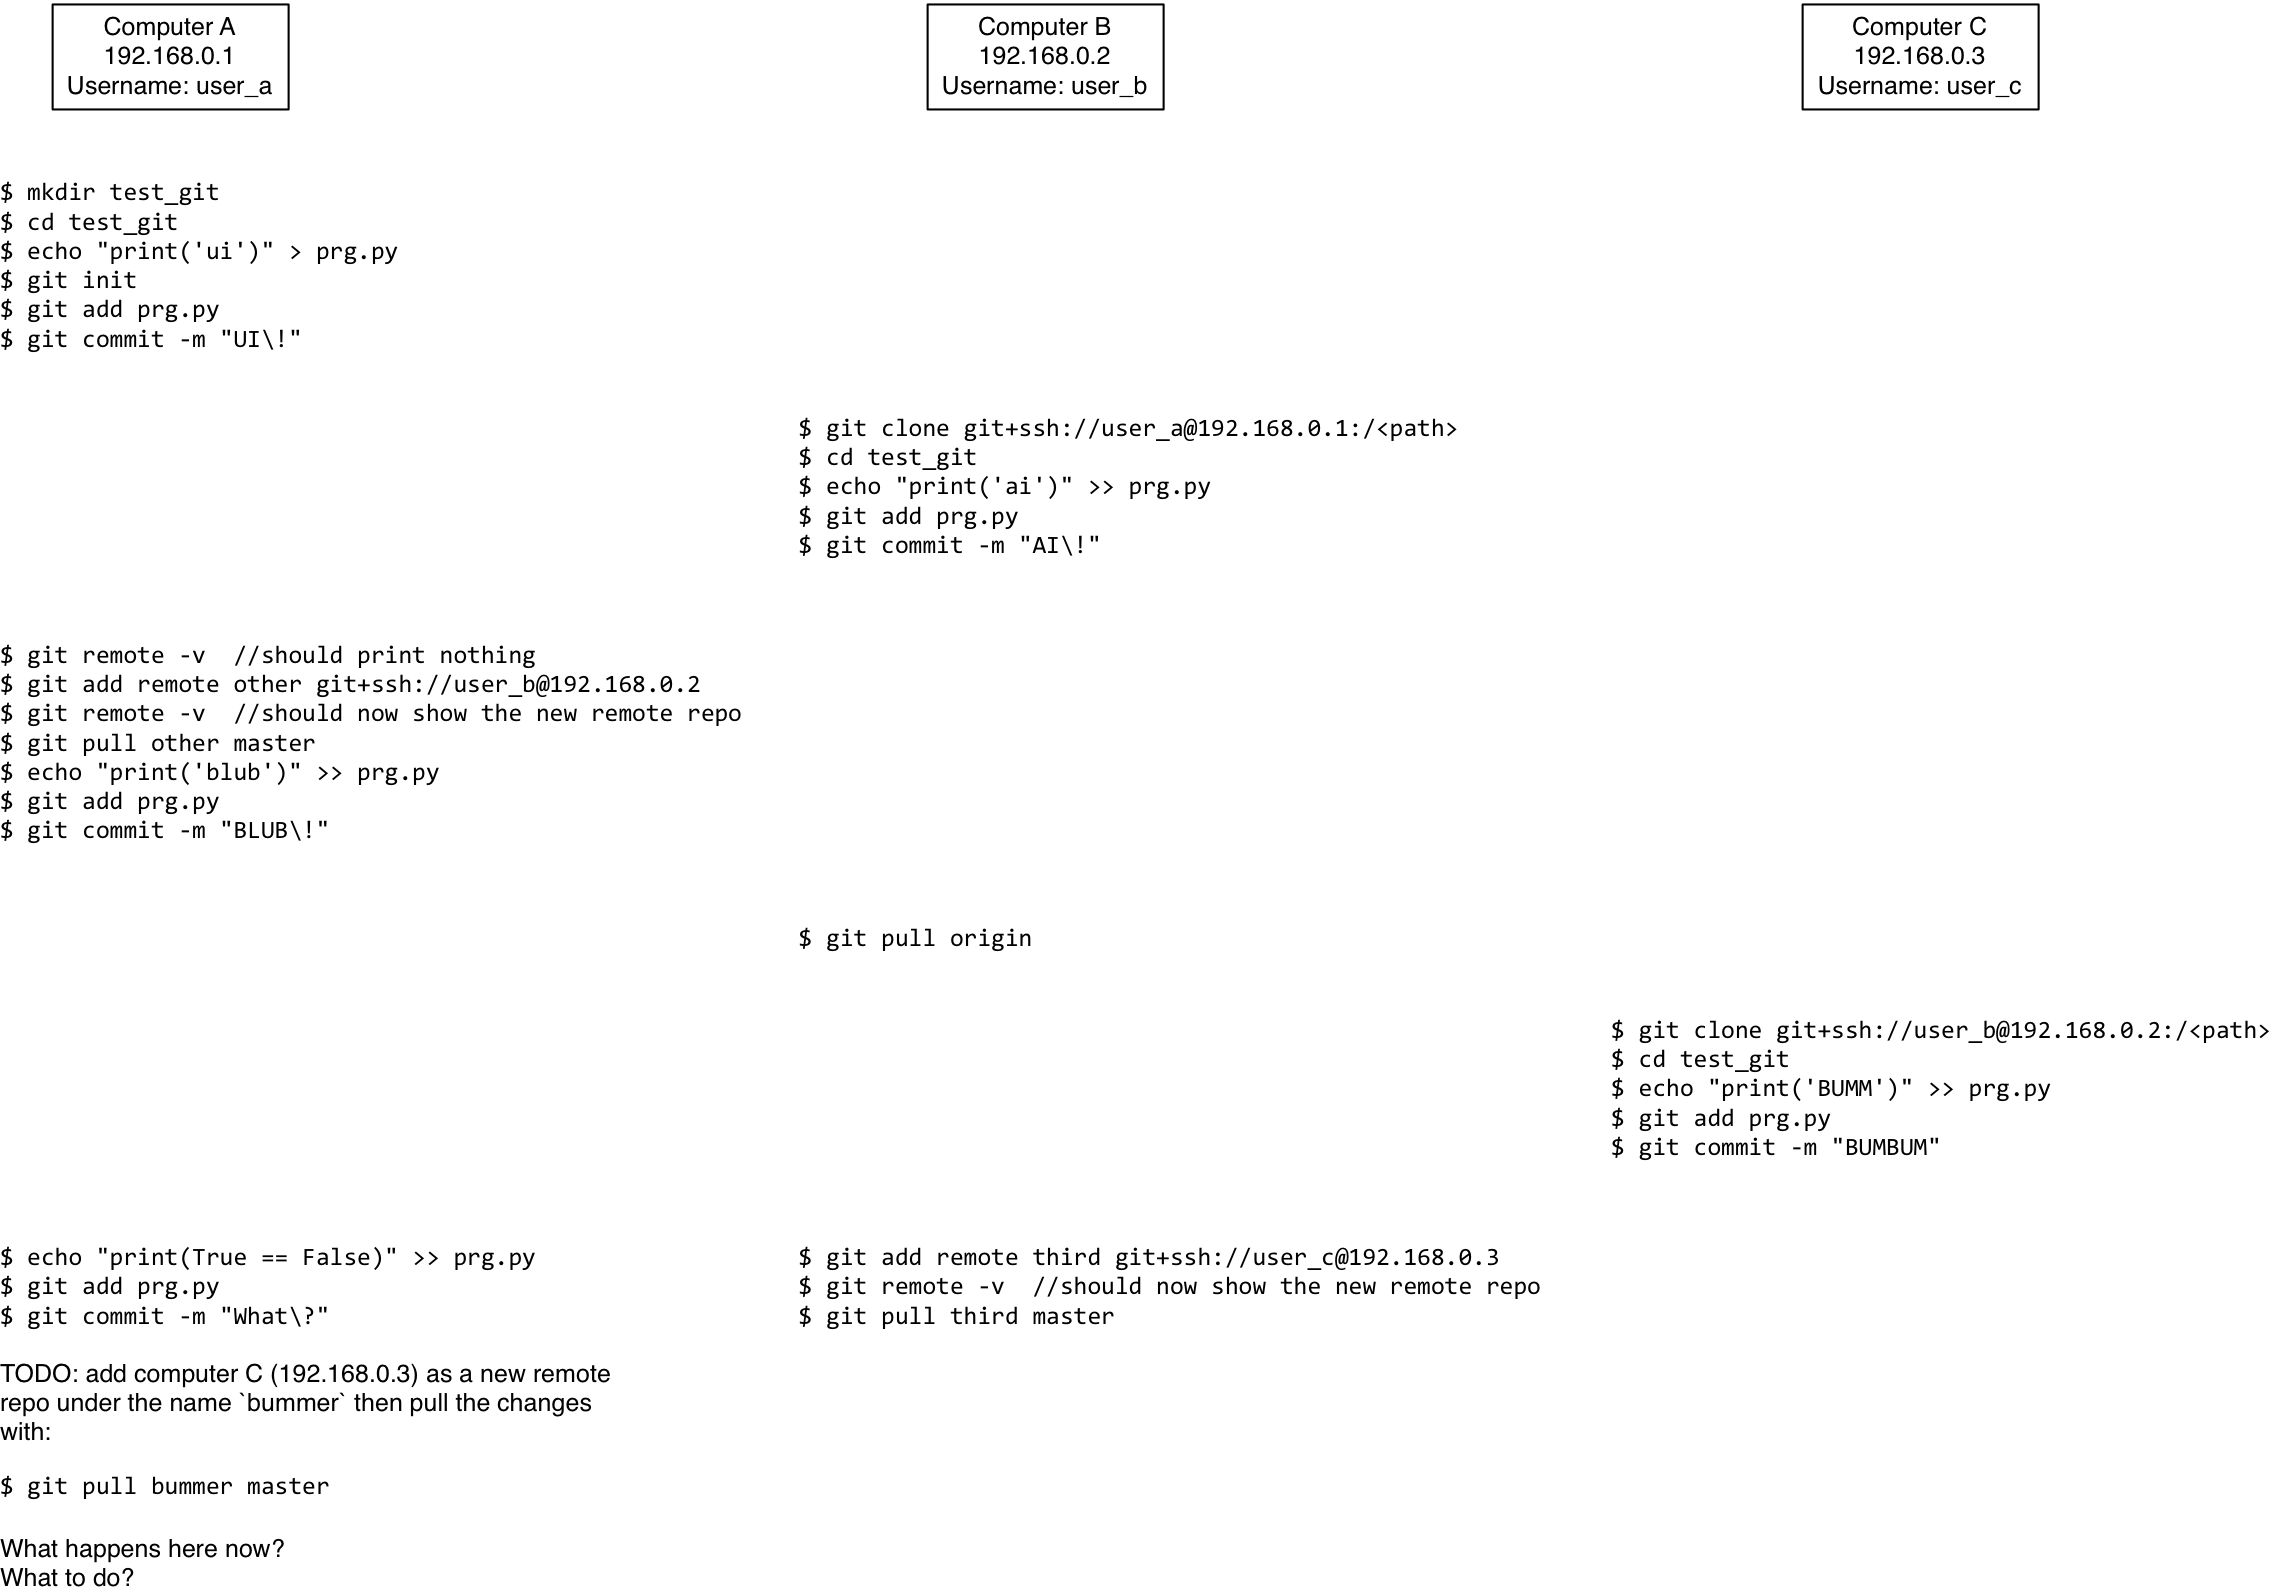 Computer A
192.168.0.1
Username: user_a
Computer B
192.168.0.2
Username: user_b
Computer C
192.168.0.3
Username: user_c
$ mkdir test_git
$ cd test_git
$ echo "print('ui')" > prg.py
$ git init
$ git add prg.py
$ git commit -m "UI\!"
$ git clone git+ssh://user_a@192.168.0.1:/<path>
$ cd test_git
$ echo "print('ai')" >> prg.py
$ git add prg.py
$ git commit -m "AI\!"
$ git remote -v  //should print nothing
$ git add remote other git+ssh://user_b@192.168.0.2
$ git remote -v  //should now show the new remote repo
$ git pull other master
$ echo "print('blub')" >> prg.py
$ git add prg.py
$ git commit -m "BLUB\!"
$ git pull origin
$ git clone git+ssh://user_b@192.168.0.2:/<path>
$ cd test_git
$ echo "print('BUMM')" >> prg.py
$ git add prg.py
$ git commit -m "BUMBUM"
$ echo "print(True == False)" >> prg.py
$ git add prg.py
$ git commit -m "What\?"
$ git add remote third git+ssh://user_c@192.168.0.3
$ git remote -v  //should now show the new remote repo
$ git pull third master
TODO: add computer C (192.168.0.3) as a new remote
repo under the name `bummer` then pull the changes
with:
$ git pull bummer master
What happens here now?
What to do?